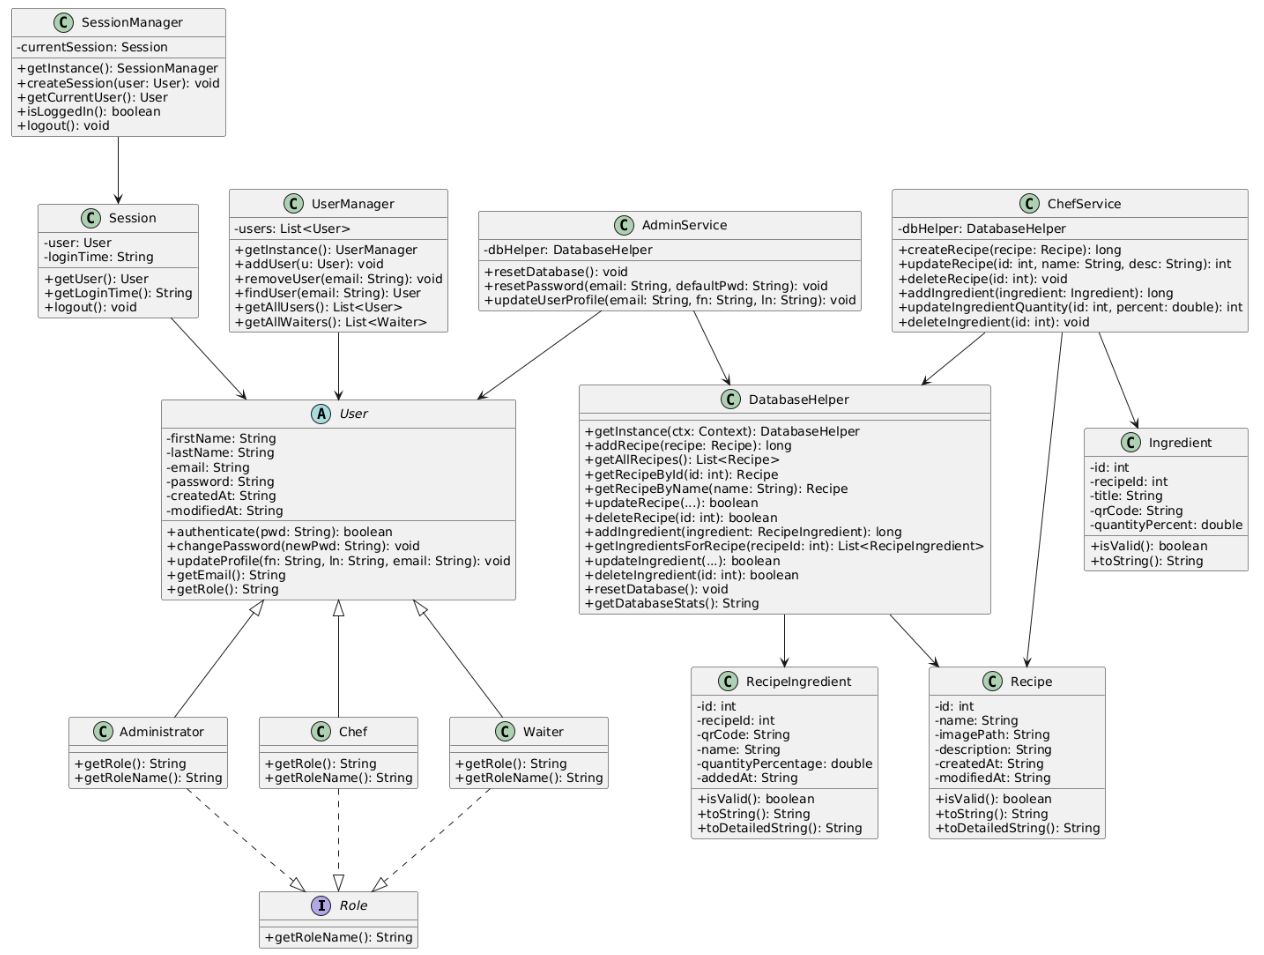 C SessionManager
-currentSession: Session
+getInstance(): SessionManager
+createSession(user: User): void
+getCurrentUser(): User
+isLoggedIn(): boolean
+logout(): void
C Session
-user: User
-loginTime: String
+getUser(): User
+getLoginTime(): String
+logout(): void
C UserManager
-users: List<User>
+getInstance(): UserManager
+addUser(u: User): void
+removeUser(email: String): void
+findUser(email: String): User
+getAllUsers(): List<User>
+getAllWaiters(): List<Waiter>
C AdminService
-dbHelper: DatabaseHelper
+resetDatabase(): void
+resetPassword(email: String, defaultPwd: String): void
+updateUserProfile(email: String, fn: String, ln: String): void
C ChefService
-dbHelper: DatabaseHelper
+createRecipe(recipe: Recipe): long
+updateRecipe(id: int, name: String, desc: String): int
+deleteRecipe(id: int): void
+addIngredient(ingredient: Ingredient): long
+updateIngredientQuantity(id: int, percent: double): int
+deleteIngredient(id: int): void
A User
-firstName: String
-lastName: String
-email: String
-password: String
-createdAt: String
-modifiedAt: String
+authenticate(pwd: String): boolean
+changePassword(newPwd: String): void
+updateProfile(fn: String, ln: String, email: String): void
+getEmail(): String
+getRole(): String
C DatabaseHelper
+getInstance(ctx: Context): DatabaseHelper
+addRecipe(recipe: Recipe): long
+getAllRecipes(): List<Recipe>
+getRecipeById(id: int): Recipe
+getRecipeByName(name: String): Recipe
+updateRecipe(...): boolean
+deleteRecipe(id: int): boolean
+addIngredient(ingredient: RecipeIngredient): long
+getIngredientsForRecipe(recipeId: int): List<RecipeIngredient>
+updateIngredient(...): boolean
+deleteIngredient(id: int): boolean
+resetDatabase(): void
+getDatabaseStats(): String
C Ingredient
-id: int
-recipeId: int
-title: String
-qrCode: String
-quantityPercent: double
+isValid(): boolean
+toString(): String
C Administrator
+getRole(): String
+getRoleName(): String
C Chef
+getRole(): String
+getRoleName(): String
C Waiter
+getRole(): String
+getRoleName(): String
C RecipeIngredient
-id: int
-recipeId: int
-qrCode: String
-name: String
-quantityPercentage: double
-addedAt: String
+isValid(): boolean
+toString(): String
+toDetailedString(): String
C Recipe
-id: int
-name: String
-imagePath: String
-description: String
-createdAt: String
-modifiedAt: String
+isValid(): boolean
+toString(): String
+toDetailedString(): String
I Role
+getRoleName(): String